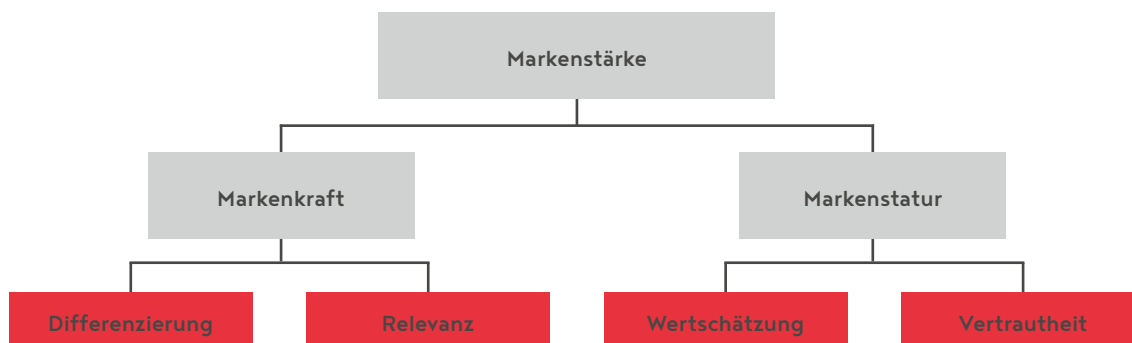 Markenstärke
Markenkraft
Markenstatur
Differenzierung
Relevanz
Wertschätzung
Vertrautheit